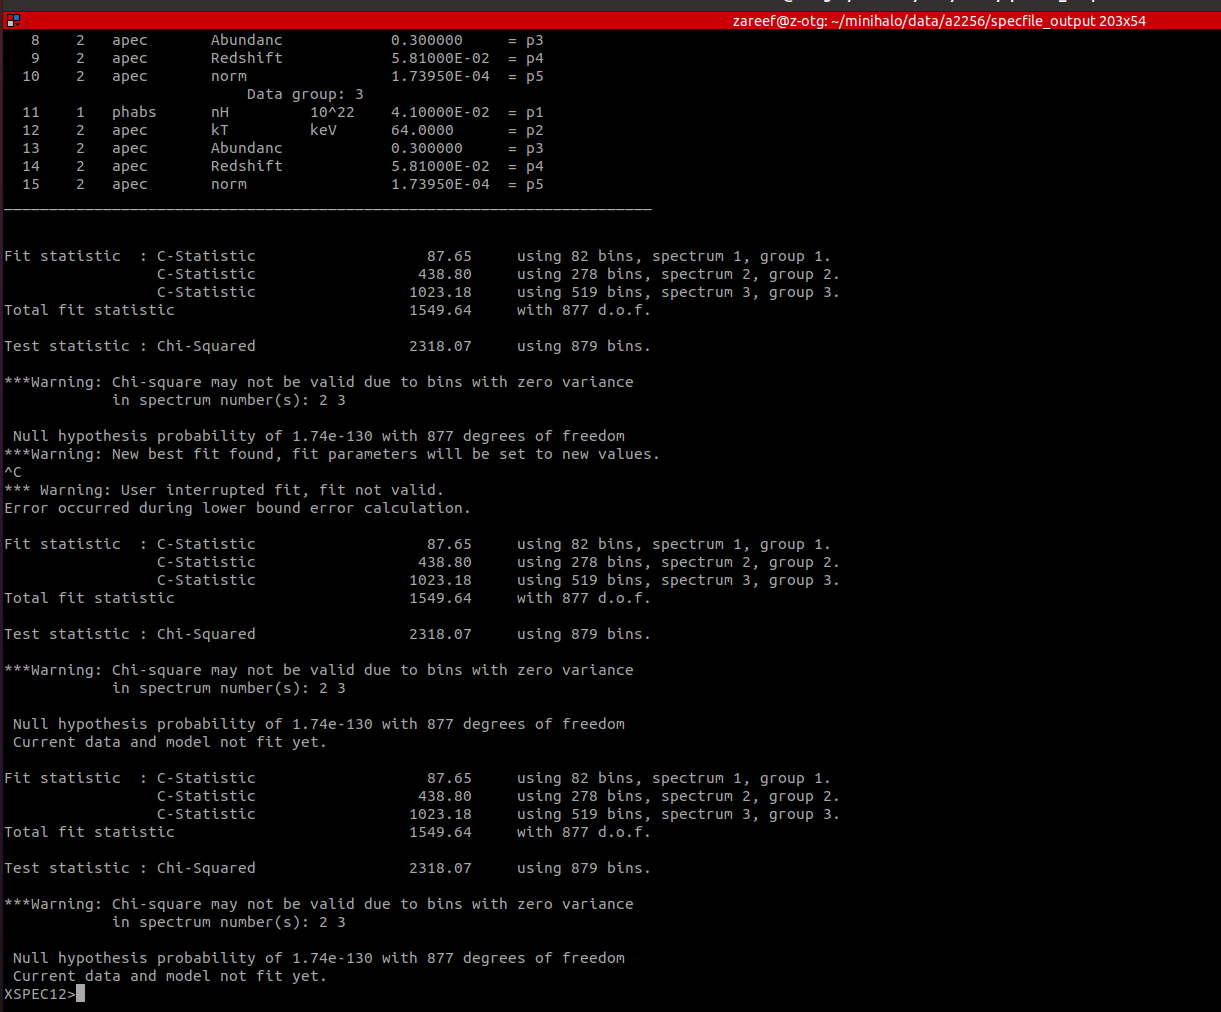 zareef@z-otg: ~/minihalo/data/a2256/specfile_output 203x54
8 2 apec Abundanc 0.300000 = p3
9 2 apec Redshift 5.81000E-02 = p4
10 2 apec norm 1.73950E-04 = p5
Data group: 3
11 1 phabs nH 10^22 4.10000E-02 = p1
12 2 apec kT keV 64.0000 = p2
13 2 apec Abundanc 0.300000 = p3
14 2 apec Redshift 5.81000E-02 = p4
15 2 apec norm 1.73950E-04 = p5
________________________________________________________________________
Fit statistic : C-Statistic 87.65 using 82 bins, spectrum 1, group 1.
C-Statistic 438.80 using 278 bins, spectrum 2, group 2.
C-Statistic 1023.18 using 519 bins, spectrum 3, group 3.
Total fit statistic 1549.64 with 877 d.o.f.
Test statistic : Chi-Squared 2318.07 using 879 bins.
***Warning: Chi-square may not be valid due to bins with zero variance
in spectrum number(s): 2 3
Null hypothesis probability of 1.74e-130 with 877 degrees of freedom
***Warning: New best fit found, fit parameters will be set to new values.
^C
*** Warning: User interrupted fit, fit not valid.
Error occurred during lower bound error calculation.
Fit statistic : C-Statistic 87.65 using 82 bins, spectrum 1, group 1.
C-Statistic 438.80 using 278 bins, spectrum 2, group 2.
C-Statistic 1023.18 using 519 bins, spectrum 3, group 3.
Total fit statistic 1549.64 with 877 d.o.f.
Test statistic : Chi-Squared 2318.07 using 879 bins.
***Warning: Chi-square may not be valid due to bins with zero variance
in spectrum number(s): 2 3
Null hypothesis probability of 1.74e-130 with 877 degrees of freedom
Current data and model not fit yet.
Fit statistic : C-Statistic 87.65 using 82 bins, spectrum 1, group 1.
C-Statistic 438.80 using 278 bins, spectrum 2, group 2.
C-Statistic 1023.18 using 519 bins, spectrum 3, group 3.
Total fit statistic 1549.64 with 877 d.o.f.
Test statistic : Chi-Squared 2318.07 using 879 bins.
***Warning: Chi-square may not be valid due to bins with zero variance
in spectrum number(s): 2 3
Null hypothesis probability of 1.74e-130 with 877 degrees of freedom
Current data and model not fit yet.
XSPEC12>